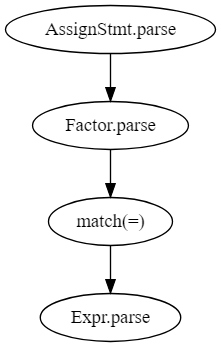 AssignStmt.parse
Factor.parse
match(=)
Expr.parse